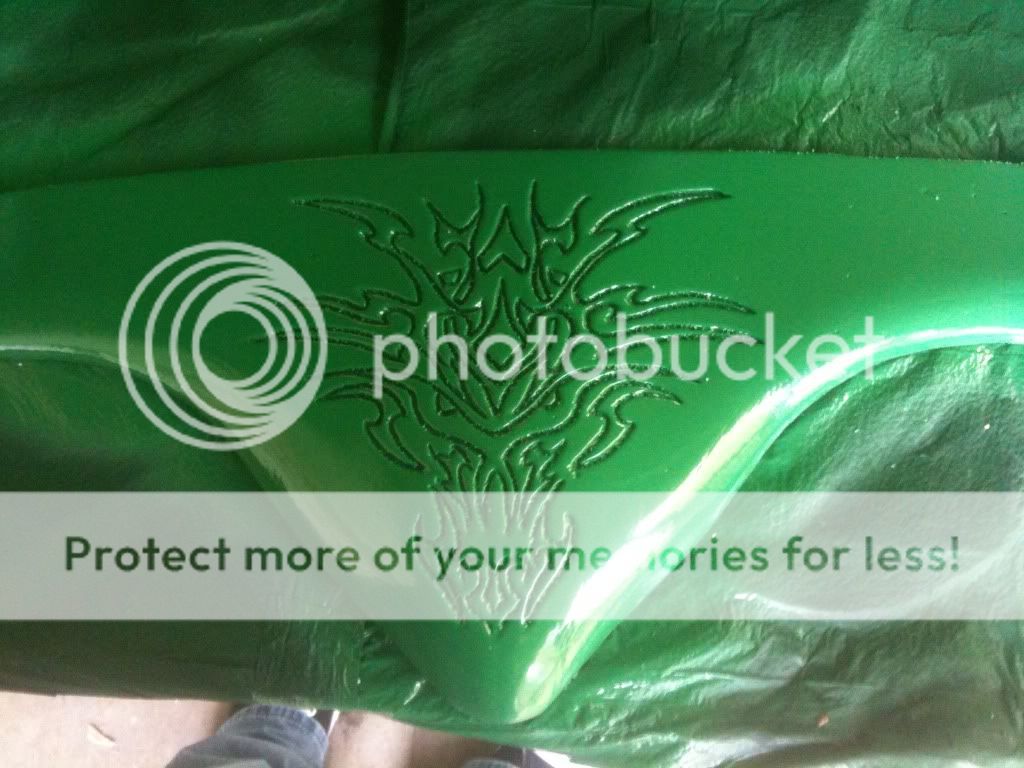 photobucket
Protect more of your memories for less!